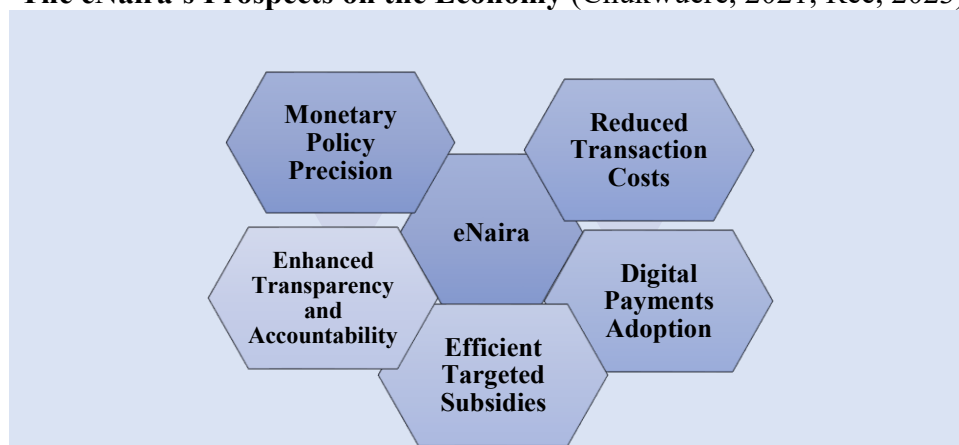 The eNaira's Prospects on the Economy (Chukwuere, 2021; Ree, 2023)
Monetary
Policy
Precision
Reduced
Transaction
Costs
eNaira
Enhanced
Transparency
and
Accountability
Digital
Payments
Adoption
Efficient
Targeted
Subsidies